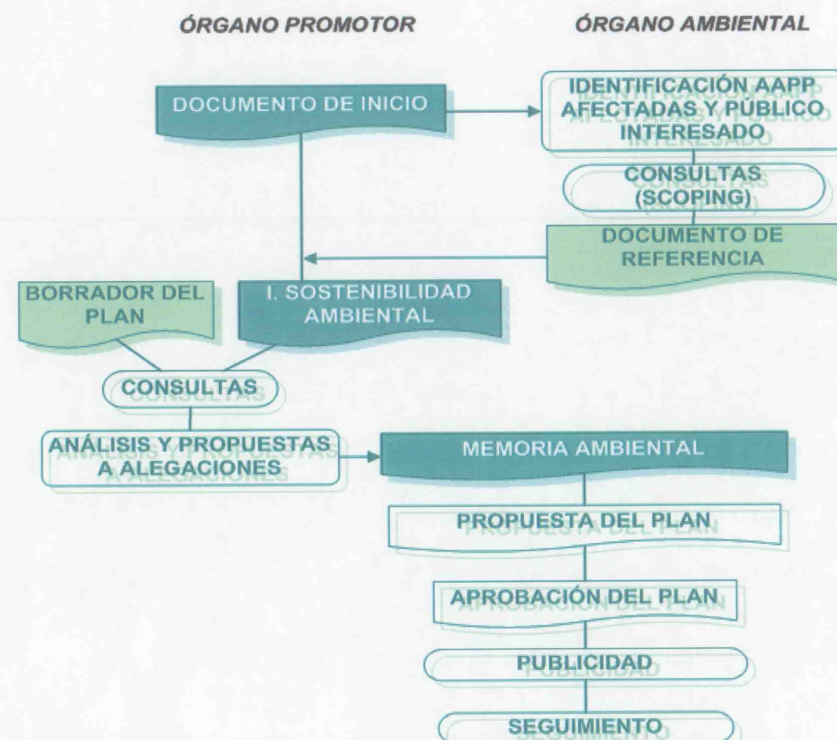 ÓRGANO PROMOTOR
ÓRGANO AMBIENTAL
DOCUMENTO DE INICIO
IDENTIFICACIÓN AAPP
AFECTADAS Y PÚBLICO
INTERESADO
CONSULTAS
(SCOPING)
DOCUMENTO DE
REFERENCIA
BORRADOR DEL
PLAN
I. SOSTENIBILIDAD
AMBIENTAL
CONSULTAS
ANÁLISIS Y PROPUESTAS
A ALEGACIONES
MEMORIA AMBIENTAL
PROPUESTA DEL PLAN
APROBACIÓN DEL PLAN
PUBLICIDAD
SEGUIMIENTO